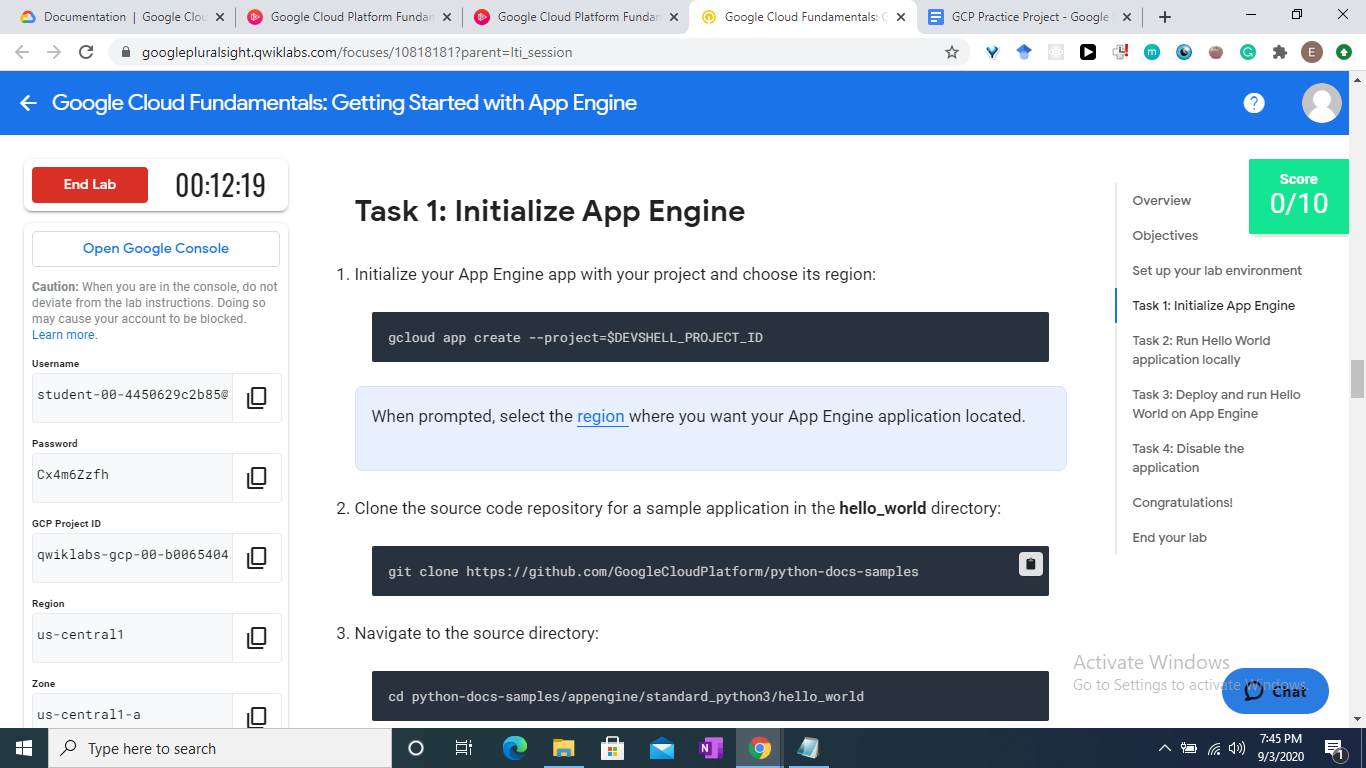 Documentation | Google Clou
Google Cloud Platform Fundar
Google Cloud Platform Fundar
Google Cloud Fundamentals: G
GCP Practice Project - Google
googlepluralsight.qwiklabs.com/focuses/10818181?parent=lti_session
E
Google Cloud Fundamentals: Getting Started with App Engine
End Lab
00:12:19
Open Google Console
Caution: When you are in the console, do not
deviate from the lab instructions. Doing so
may cause your account to be blocked.
Learn more.
Username
student-00-4450629c2b85@
Password
Cx4m6Zzfh
GCP Project ID
qwiklabs-gcp-00-b0065404
Region
us-central1
Zone
us-central1-a
Task 1: Initialize App Engine
1. Initialize your App Engine app with your project and choose its region:
gcloud app create --project=$DEVSHELL_PROJECT_ID
When prompted, select the region where you want your App Engine application located.
2. Clone the source code repository for a sample application in the hello_world directory:
git clone https://github.com/GoogleCloudPlatform/python-docs-samples
3. Navigate to the source directory:
cd python-docs-samples/appengine/standard_python3/hello_world
Score
0/10
Overview
Objectives
Set up your lab environment
Task 1: Initialize App Engine
Task 2: Run Hello World
application locally
Task 3: Deploy and run Hello
World on App Engine
Task 4: Disable the
application
Congratulations!
End your lab
Activate Windows
Go to Settings to activate Windows.
Chat
Type here to search
7:45 PM
9/3/2020
1